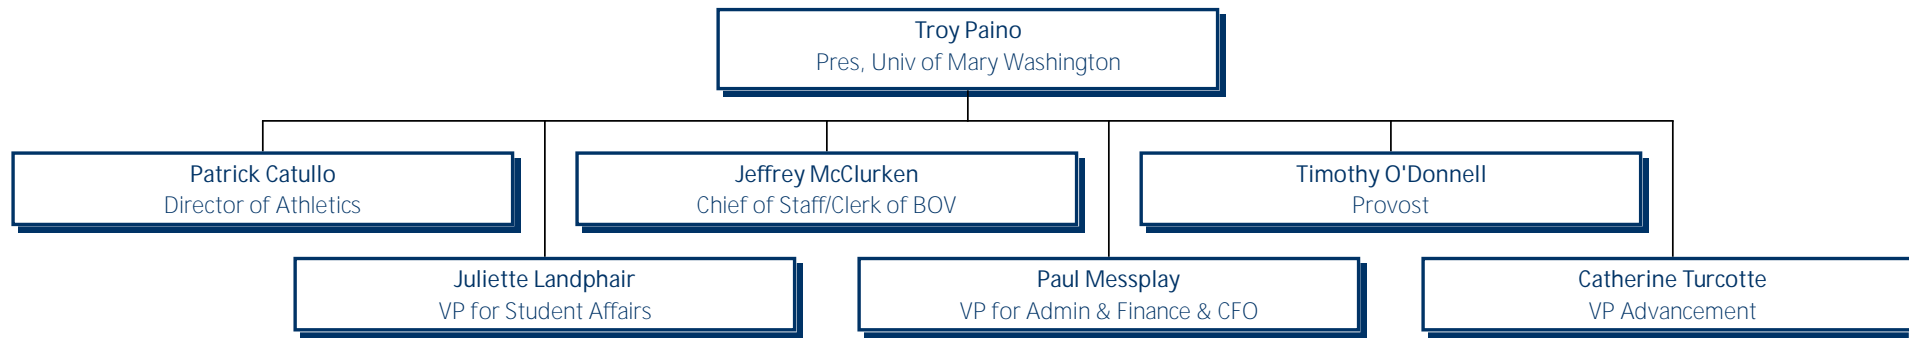 Troy Paino
Pres, Univ of Mary Washington
Patrick Catullo
Director of Athletics
Jeffrey McClurken
Chief of Staff/Clerk of BOV
Timothy O'Donnell
Provost
Juliette Landphair
VP for Student Affairs
Paul Messplay
VP for Admin & Finance & CFO
Catherine Turcotte
VP Advancement